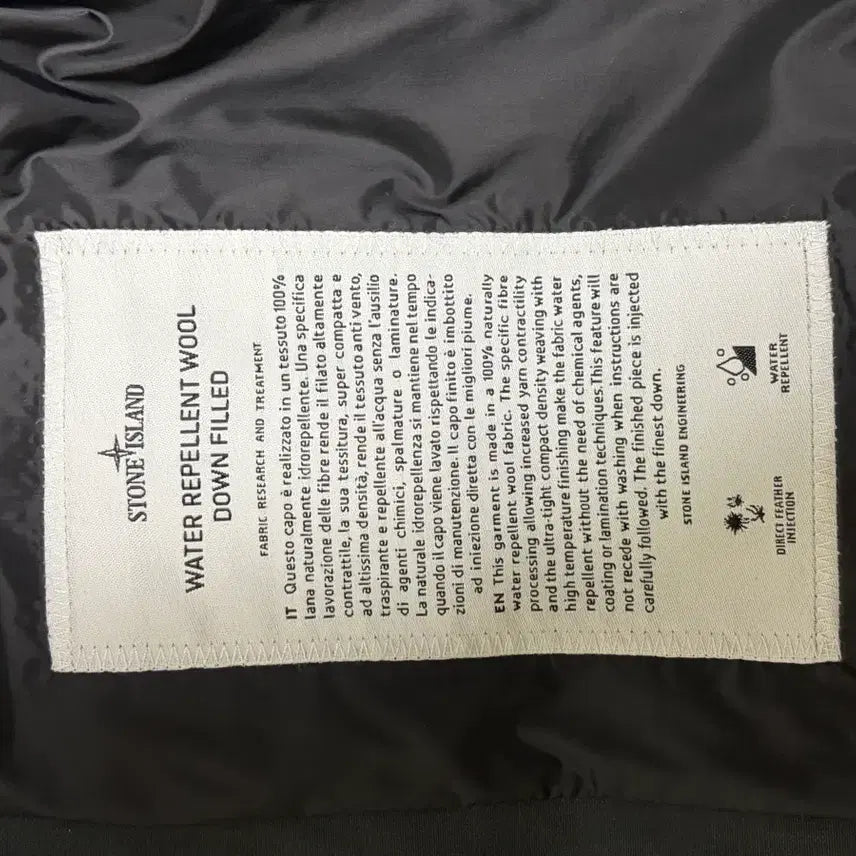 STONE ISLAND
WATER REPELLENT WOOL
DOWN FILLED
FABRIC RESEARCH AND TREATMENT
IT Questo capo è realizzato in un tessuto 100%
lana naturalmente idrorepellente. Una specifica
lavorazione delle fibre rende il filato altamente
contrattile, la sua tessitura, super compatta e
ad altissima densità, rende il tessuto anti vento,
traspirante e repellente all'acqua senza l'ausilio
di agenti chimici, spalmature o laminature.
La naturale idrorepellenza si mantiene nel tempo
quando il capo viene lavato rispettando le indica-
zioni di manutenzione. Il capo finito è imbottito
ad iniezione diretta con le migliori piume.
EN This garment is made in a 100% naturally
water repellent wool fabric. The specific fibre
processing allowing increased yarn contractility
and the ultra-tight compact density weaving with
high temperature finishing make the fabric water
repellent without the need of chemical agents,
coating or lamination techniques.This feature will
not recede with washing when instructions are
carefully followed. The finished piece is injected
with the finest down.
STONE ISLAND ENGINEERING
DIRECT FEATHER
INJECTION
WATER
REPELLENT